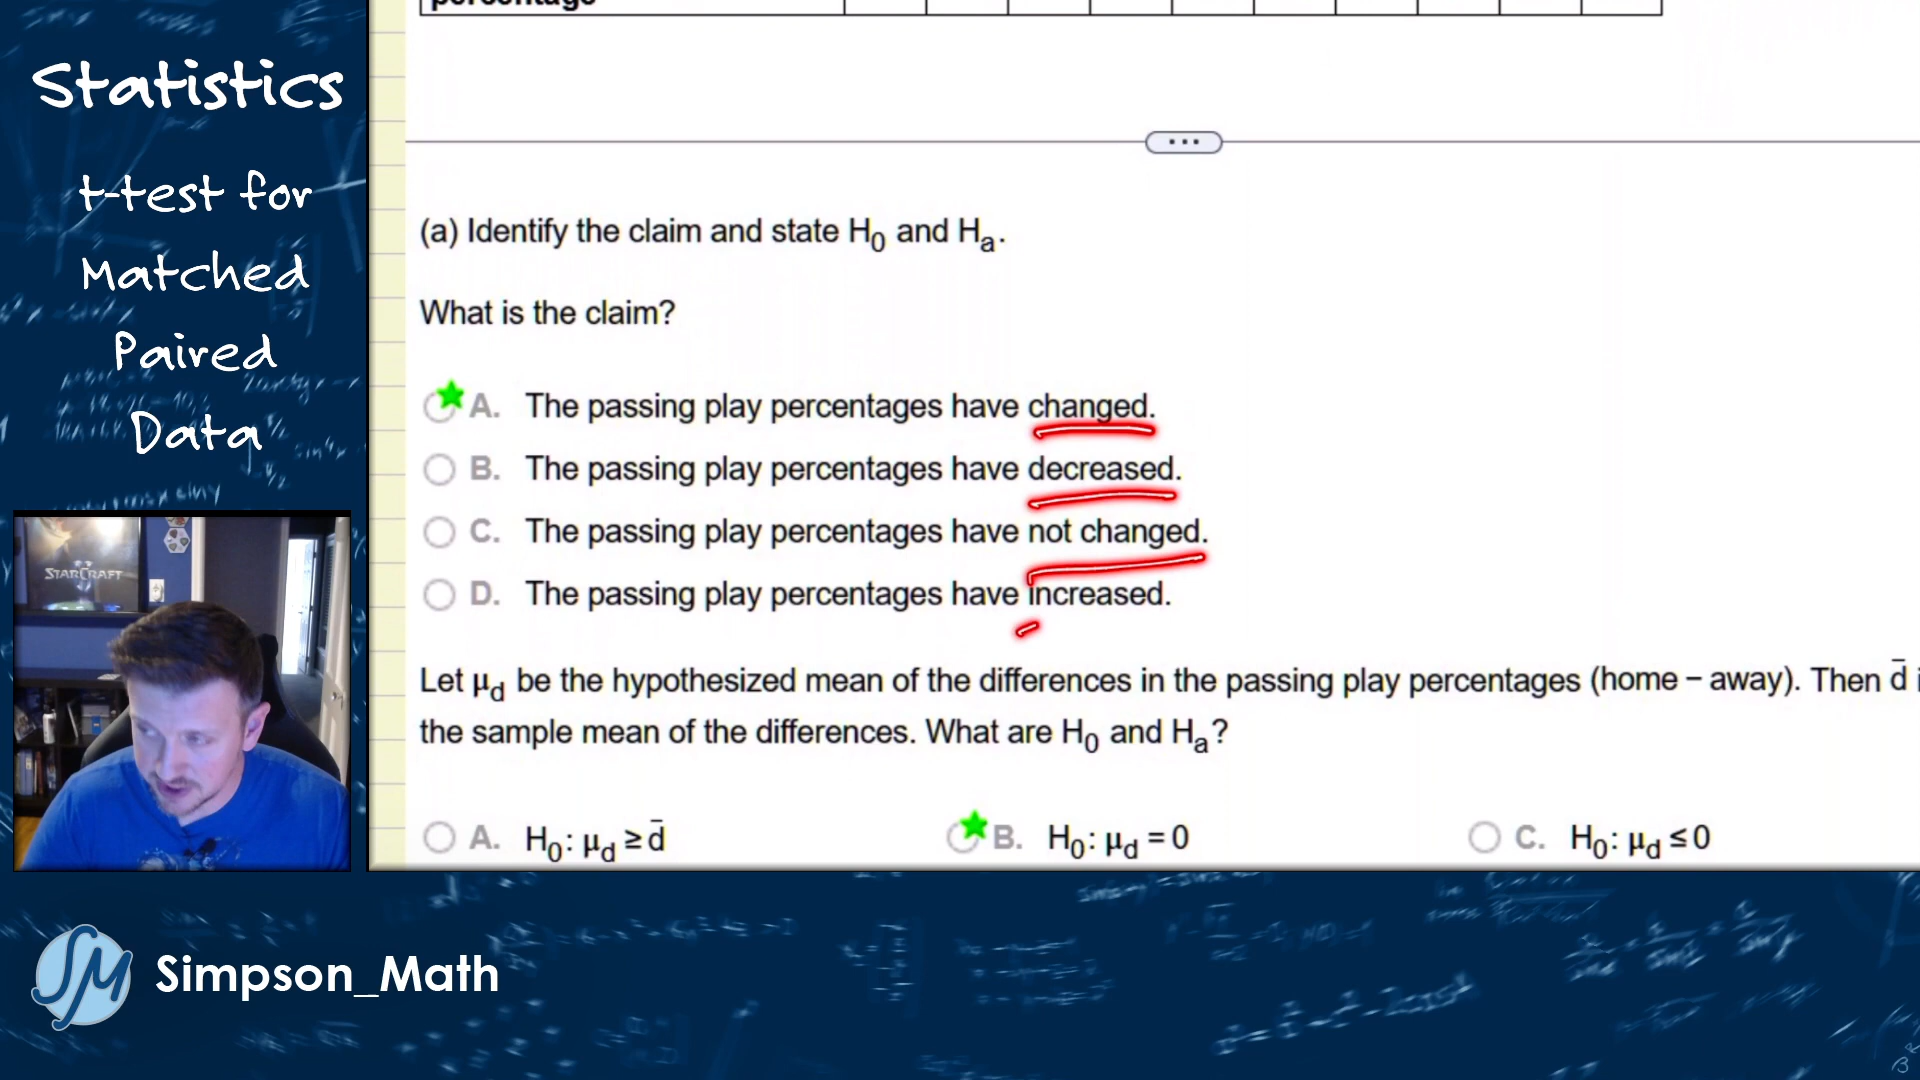 percentage
Statistics
t-test for
Matched
Paired
Data
STARCRAFT
(a) Identify the claim and state H0 and Ha.
What is the claim?
A. The passing play percentages have changed.
B. The passing play percentages have decreased.
C. The passing play percentages have not changed.
D. The passing play percentages have increased.
Let μd be the hypothesized mean of the differences in the passing play percentages (home − away). Then d̄
the sample mean of the differences. What are H0 and Ha?
A. H0: μd ≥ d̄
B. H0: μd = 0
C. H0: μd ≤ 0
SM
Simpson_Math